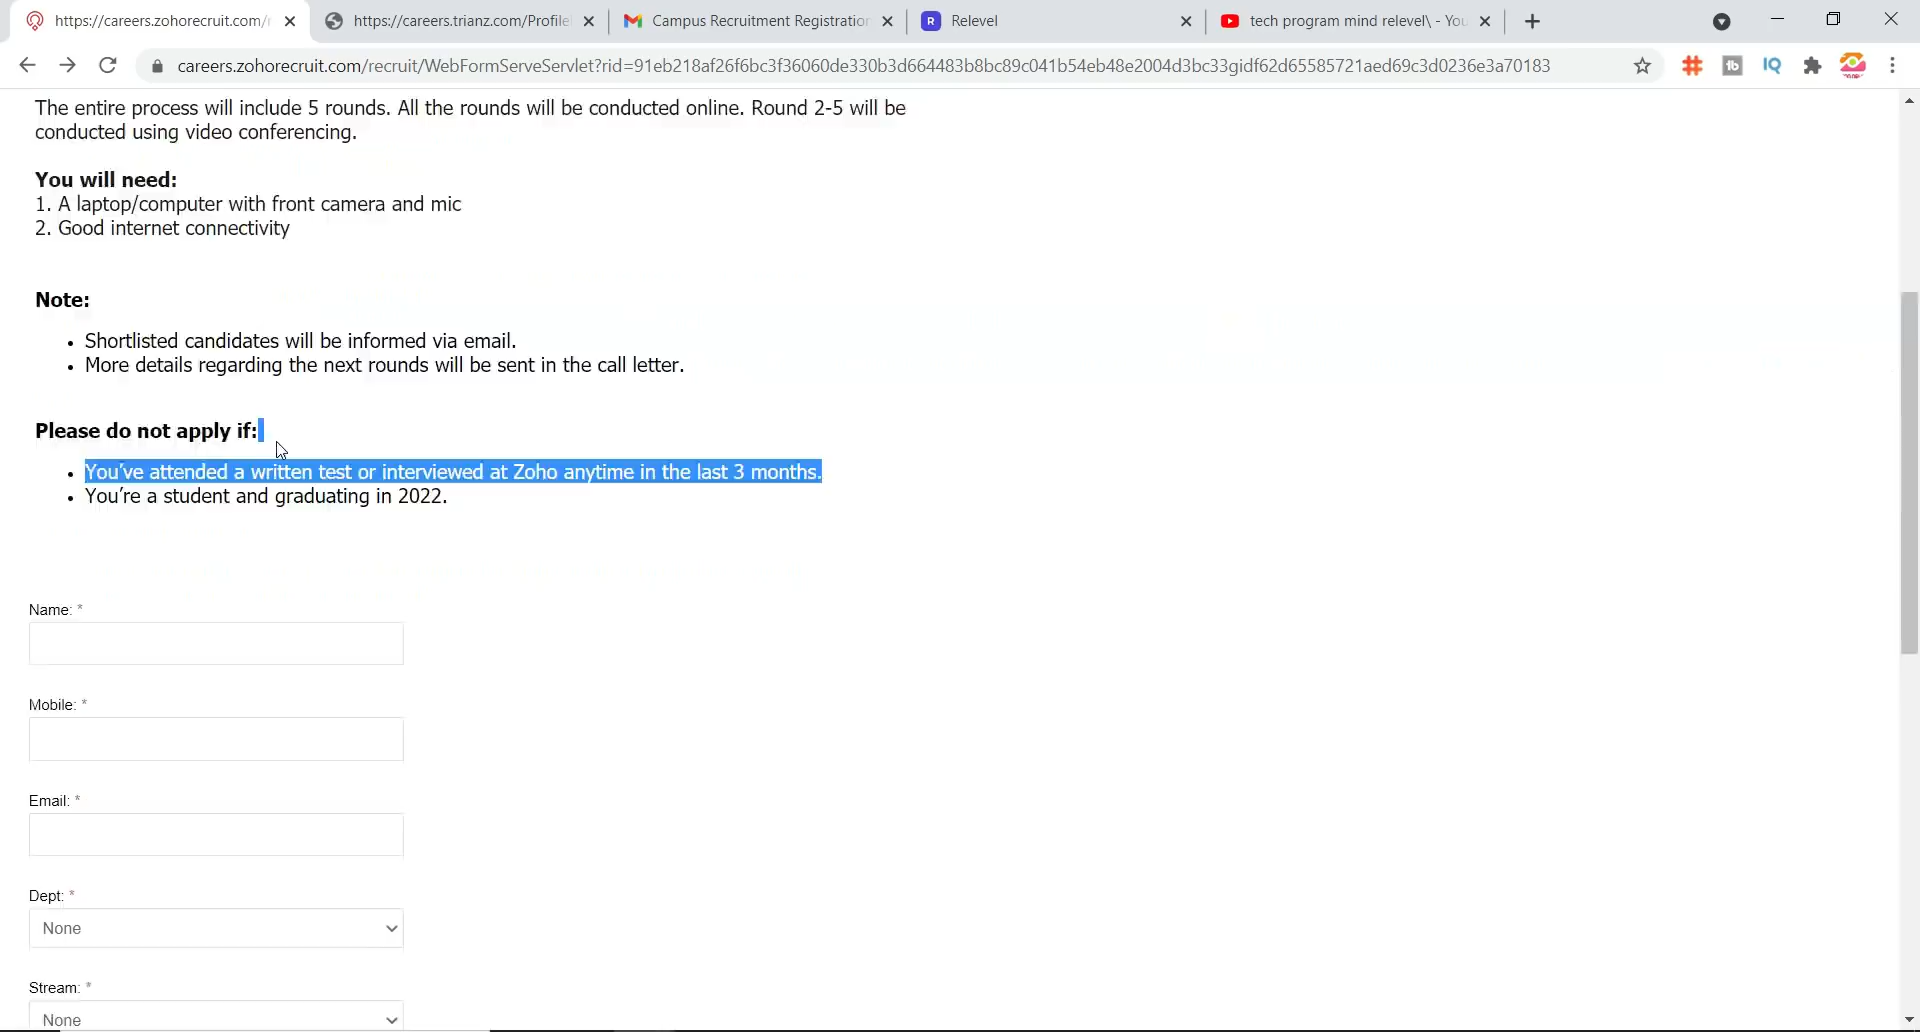 https://careers.zohorecruit.com/r
https://careers.trianz.com/Profile
Campus Recruitment Registration
R Relevel
tech program mind relevel\ - You
careers.zohorecruit.com/recruit/WebFormServeServlet?rid=91eb218af26f6bc3f36060de330b3d664483b8bc89c041b54eb48e2004d3bc33gidf62d65585721aed69c3d0236e3a70183
tb
IQ
The entire process will include 5 rounds. All the rounds will be conducted online. Round 2-5 will be
conducted using video conferencing.
You will need:
1. A laptop/computer with front camera and mic
2. Good internet connectivity
Note:
• Shortlisted candidates will be informed via email.
• More details regarding the next rounds will be sent in the call letter.
Please do not apply if:
• You've attended a written test or interviewed at Zoho anytime in the last 3 months.
• You're a student and graduating in 2022.
Name: *
Mobile: *
Email: *
Dept: *
None
Stream: *
None